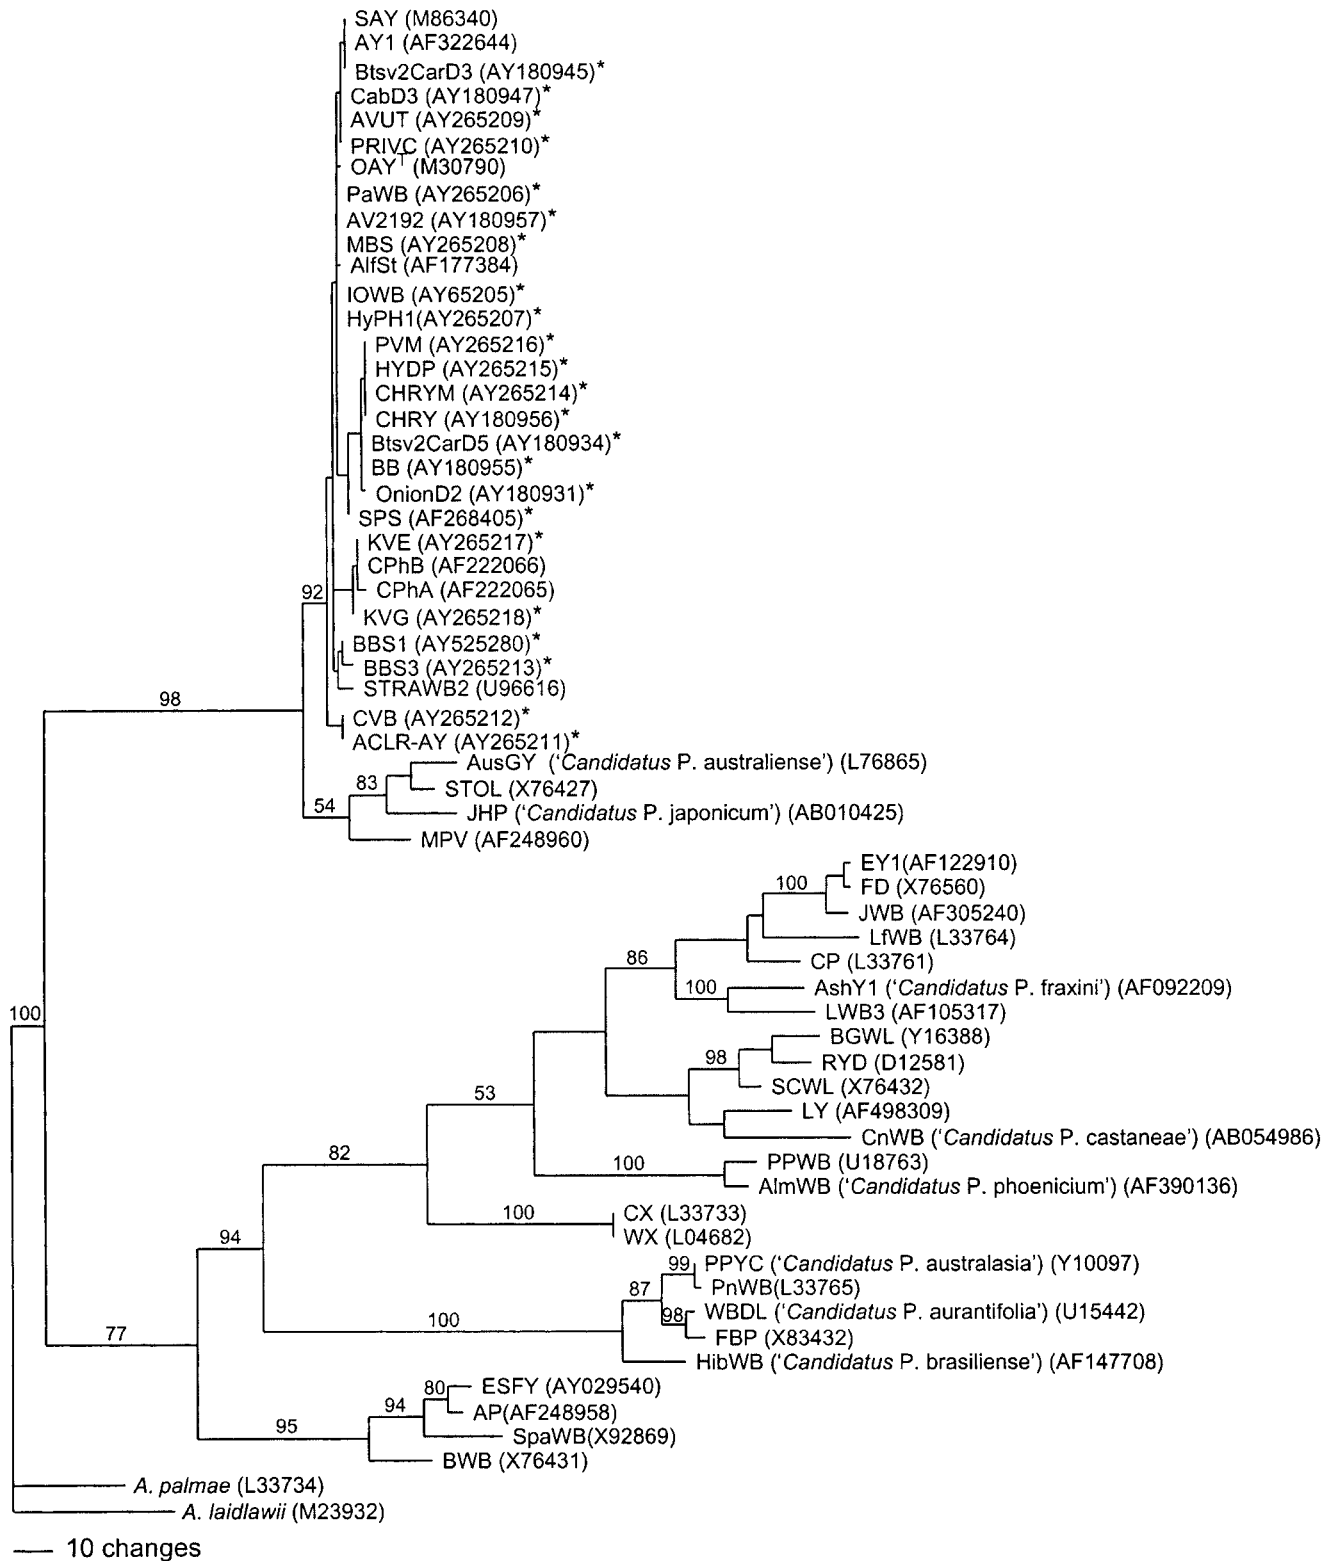 SAY (M86340)
AY1 (AF322644)
Btsv2CarD3 (AY180945)*
CabD3 (AY180947)*
AVUT (AY265209)*
PRIVC (AY265210)*
OAYT (M30790)
PaWB (AY265206)*
AV2192 (AY180957)*
MBS (AY265208)*
AlfSt (AF177384)
IOWB (AY65205)*
HyPH1(AY265207)*
PVM (AY265216)*
HYDP (AY265215)*
CHRYM (AY265214)*
CHRY (AY180956)*
Btsv2CarD5 (AY180934)*
BB (AY180955)*
OnionD2 (AY180931)*
SPS (AF268405)*
KVE (AY265217)*
CPhB (AF222066)
CPhA (AF222065)
92
KVG (AY265218)*
BBS1 (AY525280)*
BBS3 (AY265213)*
STRAWB2 (U96616)
98
CVB (AY265212)*
ACLR-AY (AY265211)*
AusGY (‘Candidatus P. australiense’) (L76865)
83
STOL (X76427)
54
JHP (‘Candidatus P. japonicum’) (AB010425)
MPV (AF248960)
EY1(AF122910)
100
FD (X76560)
JWB (AF305240)
LfWB (L33764)
86
CP (L33761)
100
AshY1 (‘Candidatus P. fraxini’) (AF092209)
100
LWB3 (AF105317)
BGWL (Y16388)
98
RYD (D12581)
SCWL (X76432)
53
LY (AF498309)
CnWB (‘Candidatus P. castaneae’) (AB054986)
82
100
PPWB (U18763)
AlmWB (‘Candidatus P. phoenicium’) (AF390136)
100
CX (L33733)
WX (L04682)
94
99
PPYC (‘Candidatus P. australasia’) (Y10097)
87
PnWB(L33765)
100
98
WBDL (‘Candidatus P. aurantifolia’) (U15442)
77
FBP (X83432)
HibWB (‘Candidatus P. brasiliense’) (AF147708)
80
ESFY (AY029540)
94
AP(AF248958)
95
SpaWB(X92869)
BWB (X76431)
A. palmae (L33734)
A. laidlawii (M23932)
10 changes